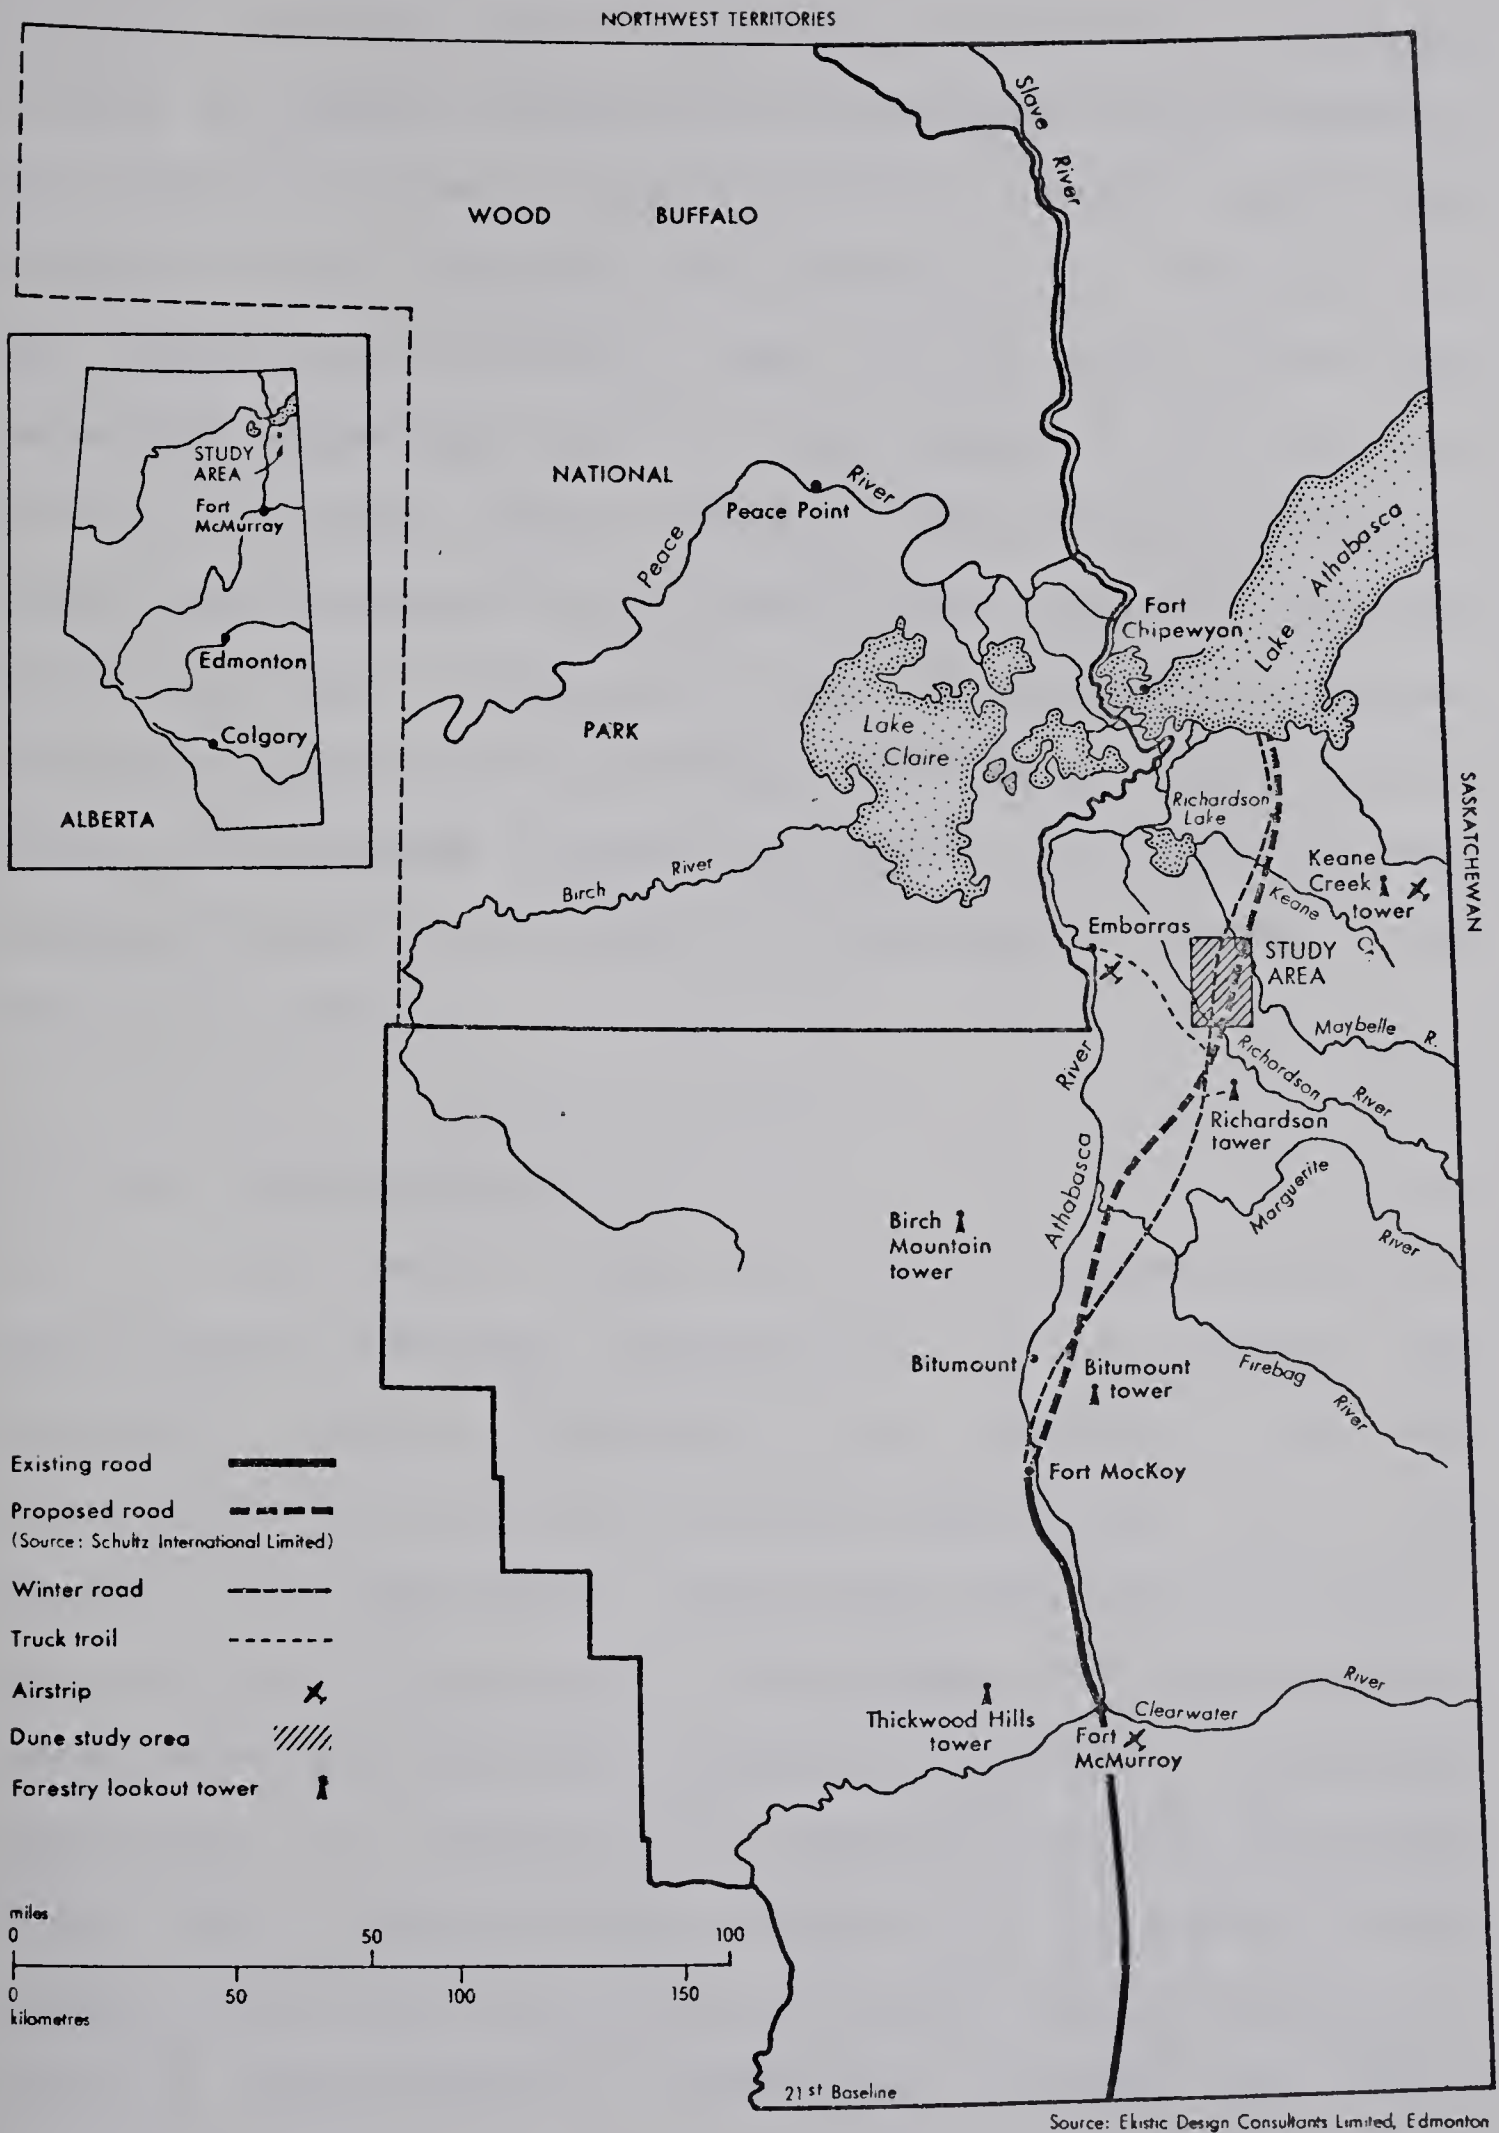 NORTHWEST TERRITORIES
Slave
River
WOOD BUFFALO
STUDY
AREA
Fort
McMurray
Edmonton
Calgary
ALBERTA
NATIONAL
River
Peace Point
Peace
PARK
Athabasca
Lake
Fort
Chipewyan
Lake
Claire
Richardson
Lake
SASKATCHEWAN
Keane
Creek
tower
Keane
Cr.
Birch
River
Embarras
STUDY
AREA
Maybelle R.
River
Richardson
River
Richardson
tower
Athabasca
Marguerite
River
Birch
Mountain
tower
Bitumount
Bitumount
tower
Firebag
River
Fort MacKay
Existing road
Proposed road
(Source: Schultz International Limited)
Winter road
Truck trail
Airstrip
Dune study area
Forestry lookout tower
Thickwood Hills
tower
Clearwater
River
Fort
McMurray
miles
0 50 100
0 50 100 150
kilometres
21st Baseline
Source: Ekistic Design Consultants Limited, Edmonton